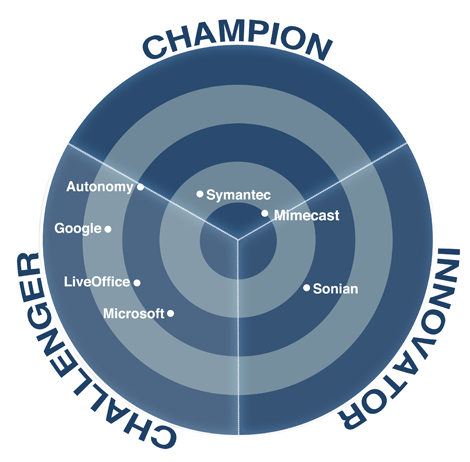 CHAMPION
Autonomy
Symantec
Mimecast
Google
LiveOffice
Sonian
Microsoft
CHALLENGER
INNOVATOR